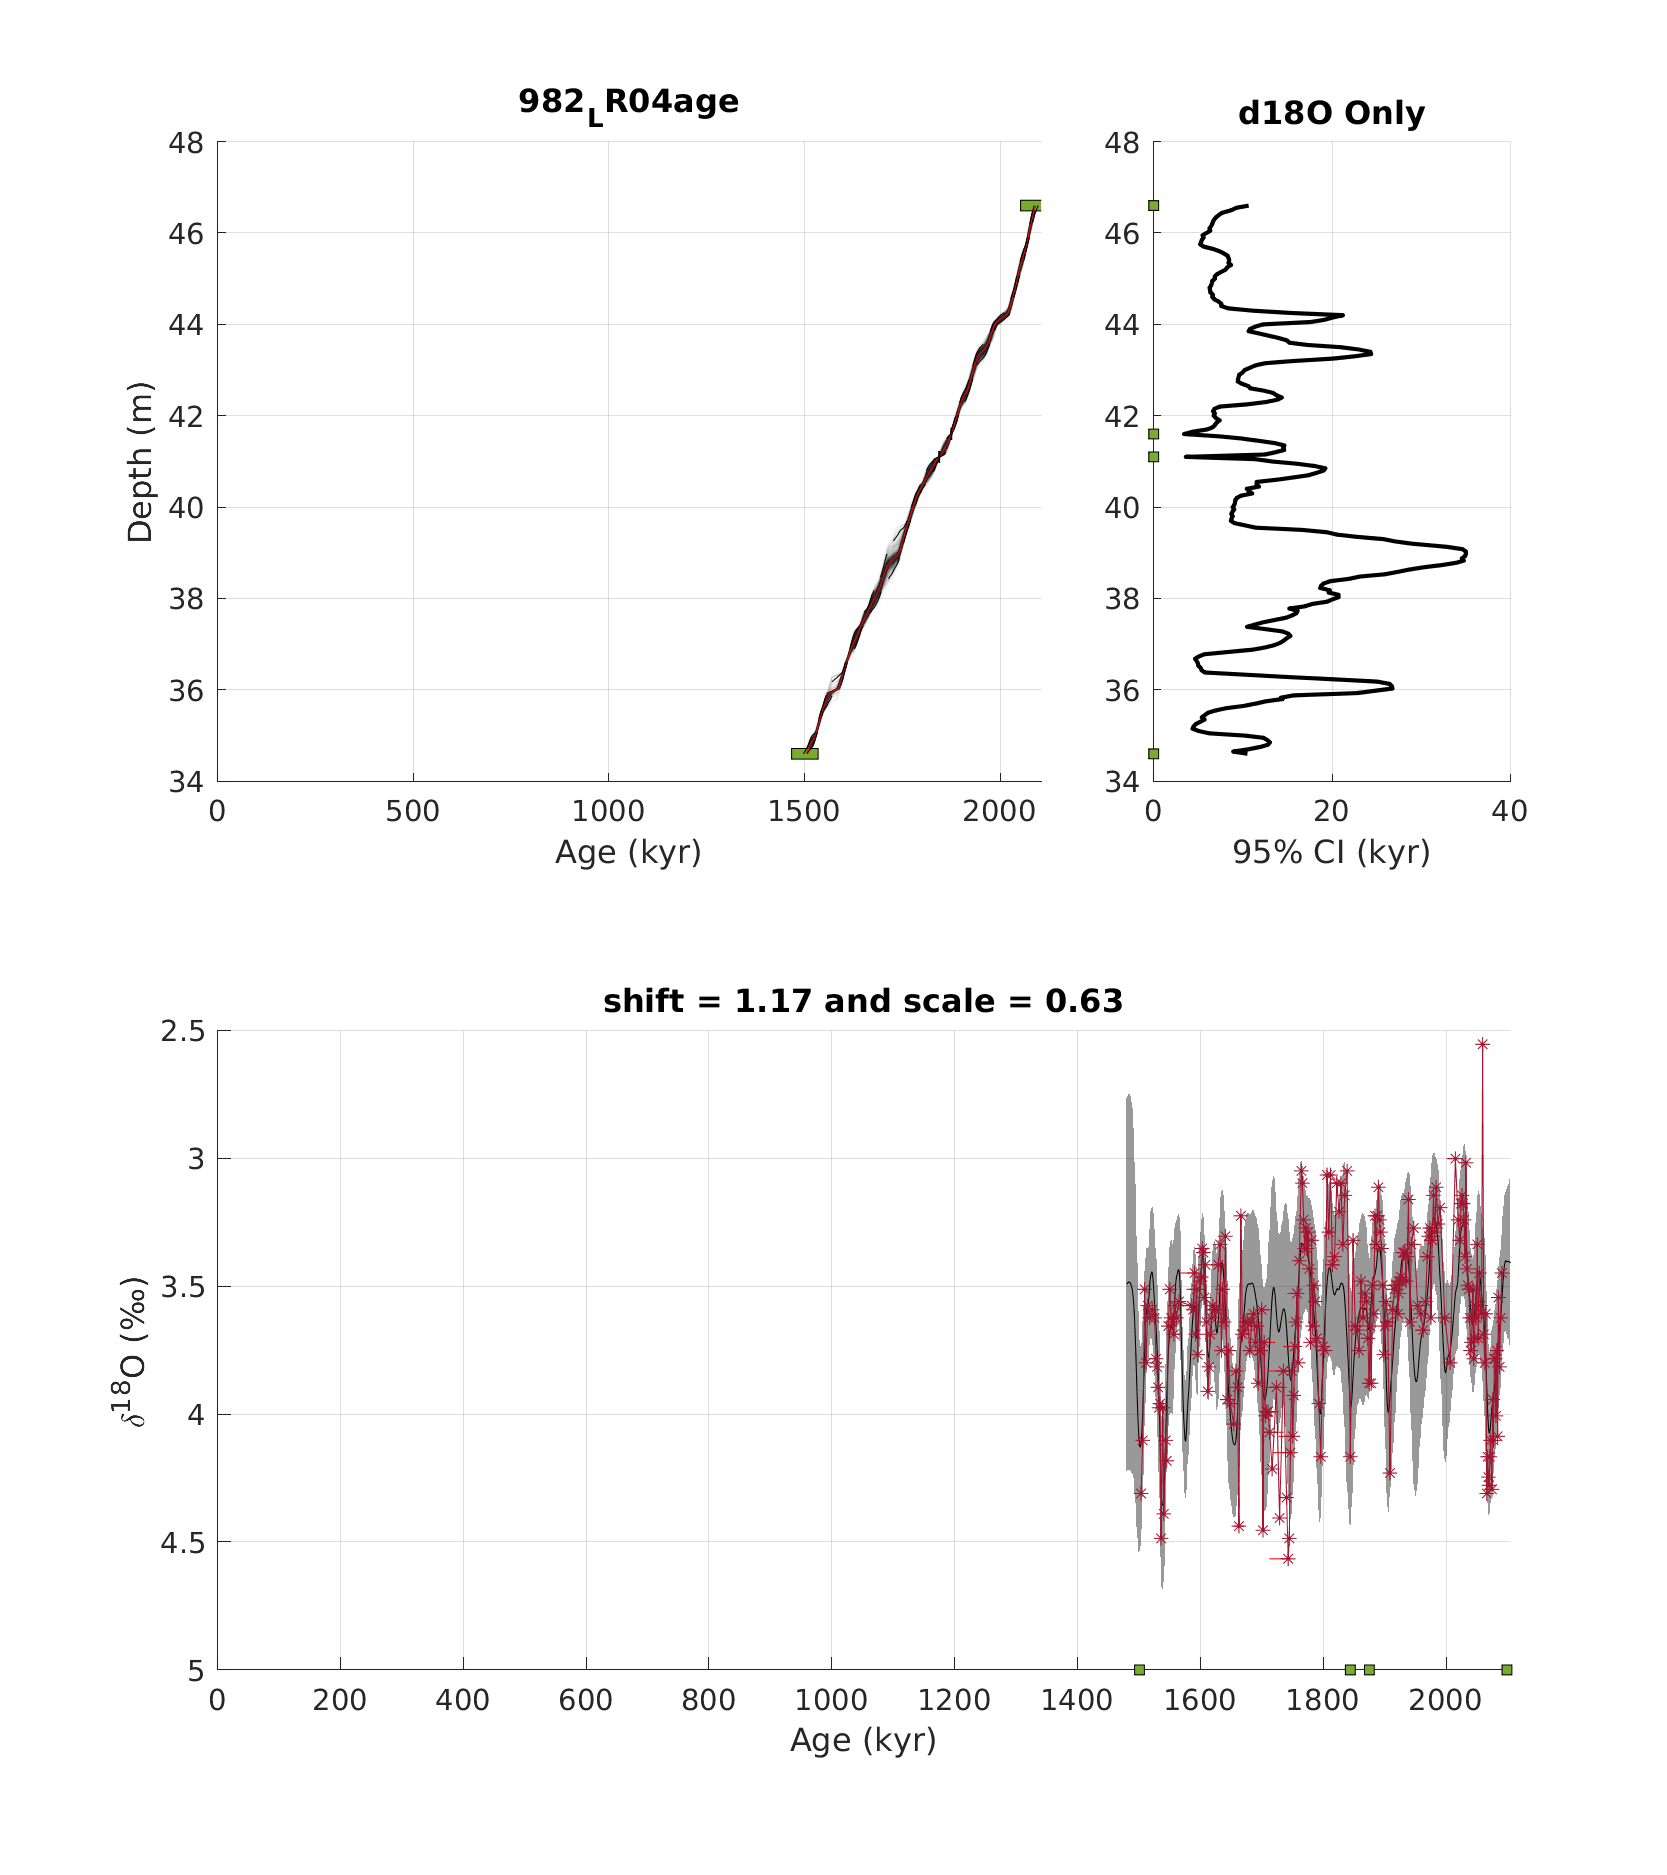 982LR04age
48
46
44
42
40
38
36
34
Depth (m)
0 500 1000 1500 2000
Age (kyr)
d18O Only
48
46
44
42
40
38
36
34
0 20 40
95% CI (kyr)
shift = 1.17 and scale = 0.63
2.5
3
3.5
4
4.5
5
δ18O (‰)
0 200 400 600 800 1000 1200 1400 1600 1800 2000
Age (kyr)